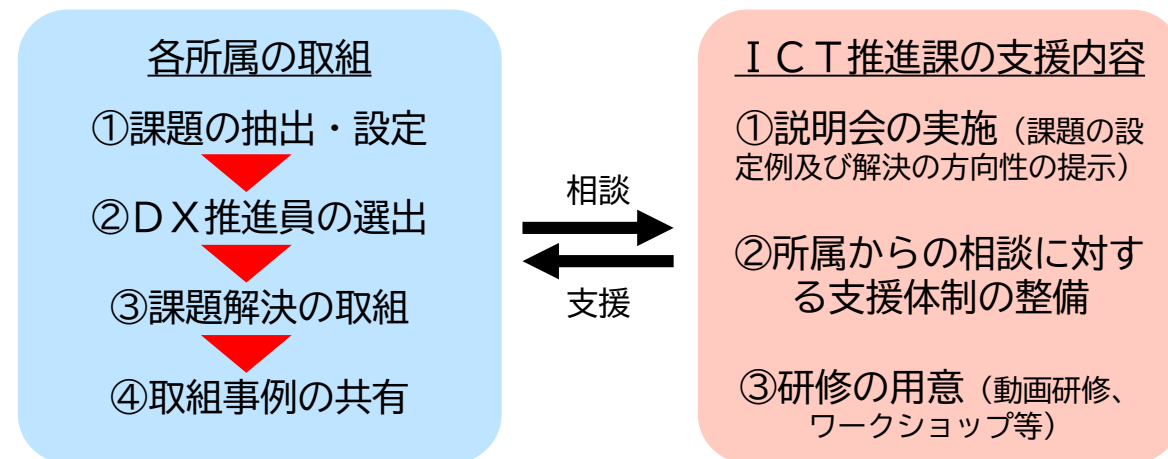 各所属の取組
①課題の抽出・設定
②ＤＸ推進員の選出
③課題解決の取組
④取組事例の共有
相談
支援
ＩＣＴ推進課の支援内容
①説明会の実施（課題の設
定例及び解決の方向性の提示）
②所属からの相談に対す
る支援体制の整備
③研修の用意（動画研修、
ワークショップ等）